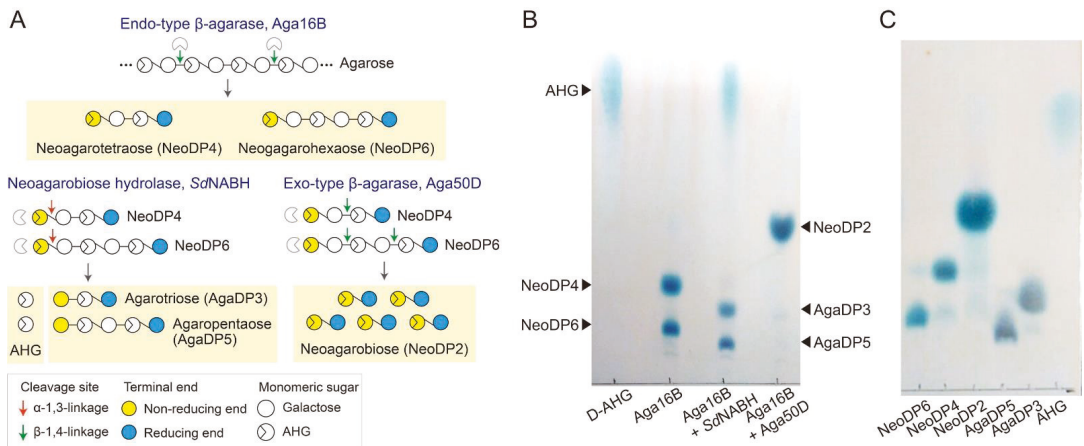 A
Endo-type β-agarase, Aga16B
... ... Agarose
Neoagarotetraose (NeoDP4) Neogagarohexaose (NeoDP6)
Neoagarobiose hydrolase, SdNABH Exo-type β-agarase, Aga50D
NeoDP4 NeoDP4
NeoDP6 NeoDP6
Agarotriose (AgaDP3)
Agaropentaose
(AgaDP5)
AHG
Neoagarobiose (NeoDP2)
Cleavage site Terminal end Monomeric sugar
α-1,3-linkage Non-reducing end Galactose
β-1,4-linkage Reducing end AHG
B
AHG
NeoDP2
NeoDP4
AgaDP3
NeoDP6
AgaDP5
D-AHG
Aga16B
Aga16B
+ SdNABH
Aga16B
+ Aga50D
C
NeoDP6
NeoDP4
NeoDP2
AgaDP5
AgaDP3
AHG